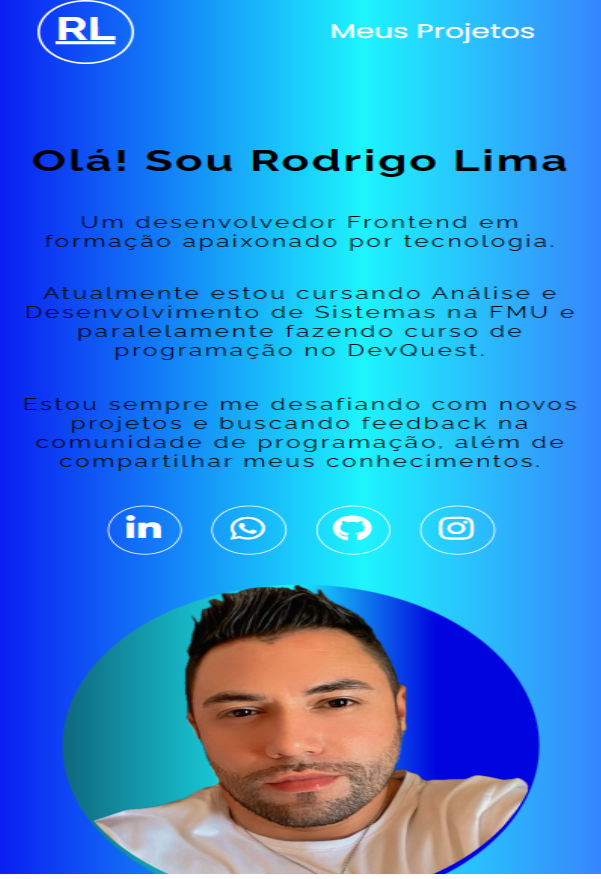 RL
Meus Projetos
Olá! Sou Rodrigo Lima
Um desenvolvedor Frontend em
formação apaixonado por tecnologia.
Atualmente estou cursando Análise e
Desenvolvimento de Sistemas na FMU e
paralelamente fazendo curso de
programação no DevQuest.
Estou sempre me desafiando com novos
projetos e buscando feedback na
comunidade de programação, além de
compartilhar meus conhecimentos.
in